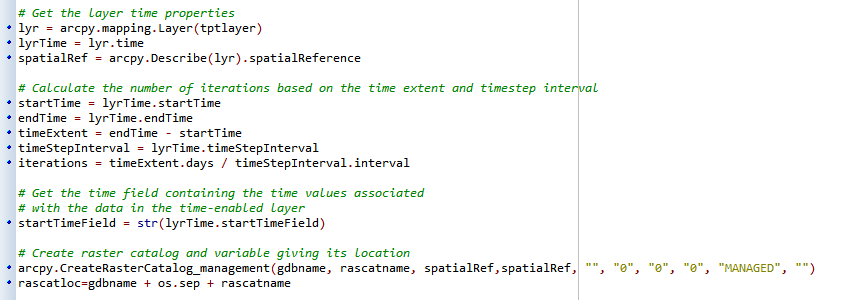 # Get the layer time properties
lyr = arcpy.mapping.Layer(tptlayer)
lyrTime = lyr.time
spatialRef = arcpy.Describe(lyr).spatialReference
# Calculate the number of iterations based on the time extent and timestep interval
startTime = lyrTime.startTime
endTime = lyrTime.endTime
timeExtent = endTime - startTime
timeStepInterval = lyrTime.timeStepInterval
iterations = timeExtent.days / timeStepInterval.interval
# Get the time field containing the time values associated
# with the data in the time-enabled layer
startTimeField = str(lyrTime.startTimeField)
# Create raster catalog and variable giving its location
arcpy.CreateRasterCatalog_management(gdbname, rascatname, spatialRef,spatialRef, "", "0", "0", "0", "MANAGED", "")
rascatloc=gdbname + os.sep + rascatname